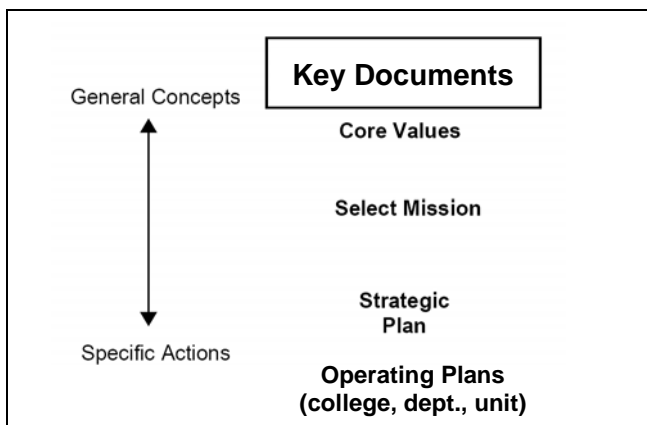 Key Documents
General Concepts
Core Values
Select Mission
Strategic
Plan
Specific Actions
Operating Plans
(college, dept., unit)